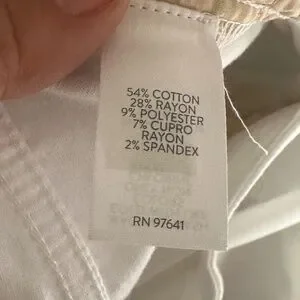 54% COTTON
28% RAYON
9% POLYESTER
7% CUPRO
RAYON
2% SPANDEX
RN 97641